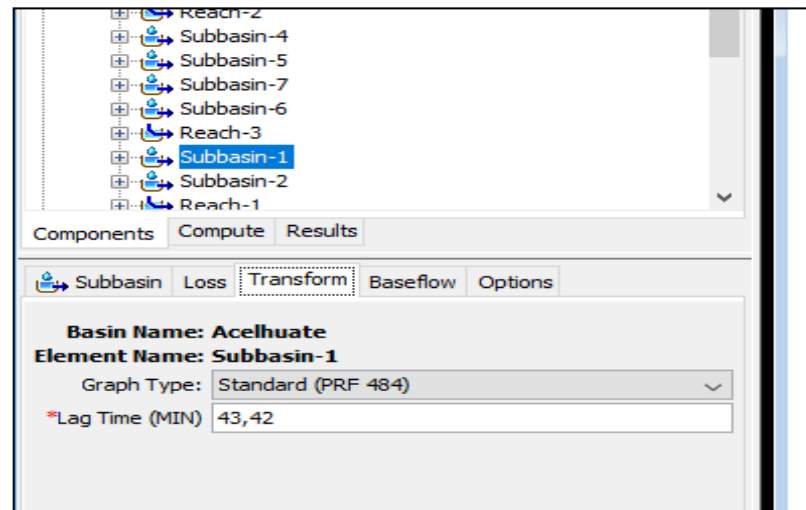 Reach-2
Subbasin-4
Subbasin-5
Subbasin-7
Subbasin-6
Reach-3
Subbasin-1
Subbasin-2
Reach-1
Components Compute Results
Subbasin Loss Transform Baseflow Options
Basin Name: Acelhuate
Element Name: Subbasin-1
Graph Type: Standard (PRF 484)
*Lag Time (MIN) 43,42